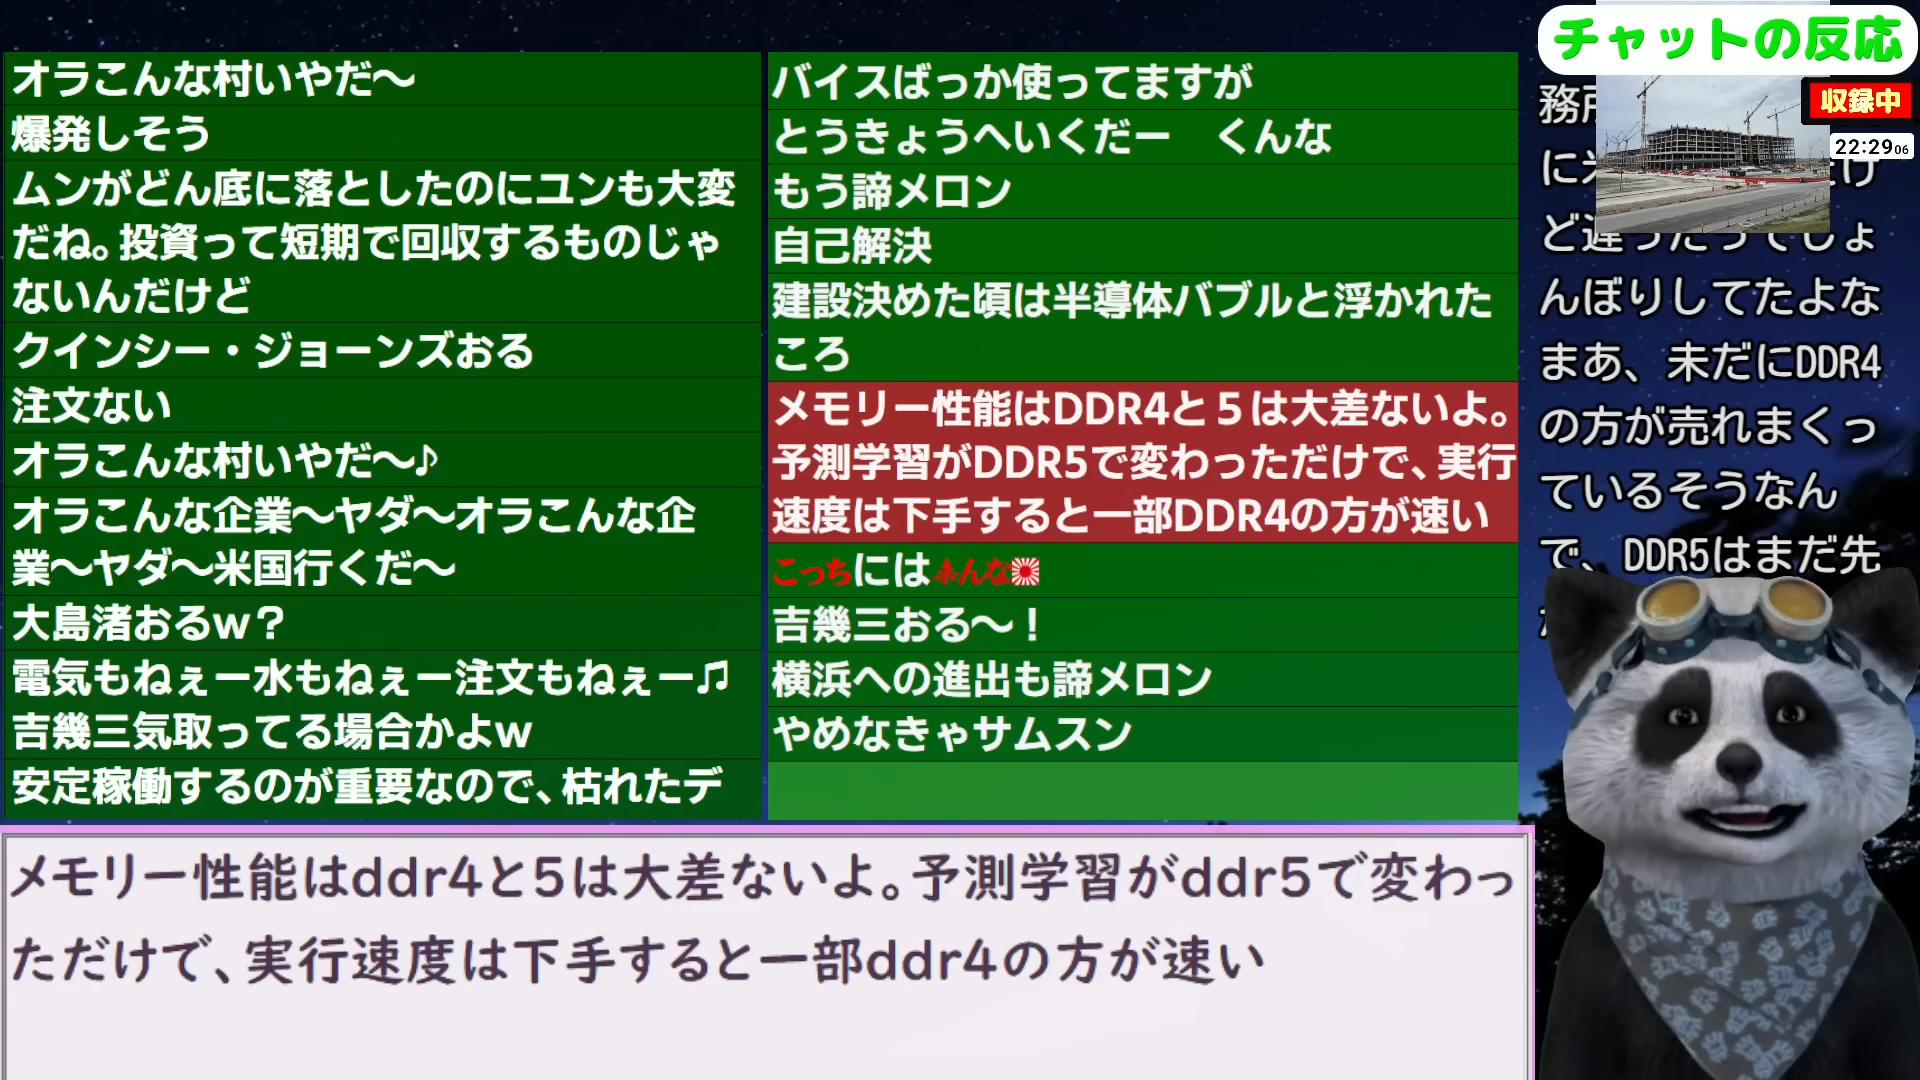 チャットの反応
収録中
22:29 06
オラこんな村いやだ～
爆発しそう
ムンがどん底に落としたのにユンも大変
だね。投資って短期で回収するものじゃ
ないんだけど
クインシー・ジョーンズおる
注文ない
オラこんな村いやだ～♪
オラこんな企業～ヤダ～オラこんな企
業～ヤダ～米国行くだ～
大島渚おるｗ？
電気もねぇー水もねぇー注文もねぇー♫
吉幾三気取ってる場合かよｗ
安定稼働するのが重要なので、枯れたデ
バイスばっか使ってますが
とうきょうへいくだー　くんな
もう諦メロン
自己解決
建設決めた頃は半導体バブルと浮かれた
ころ
メモリー性能はDDR4と５は大差ないよ。
予測学習がDDR5で変わっただけで、実行
速度は下手すると一部DDR4の方が速い
こっちには来んな
吉幾三おる～！
横浜への進出も諦メロン
やめなきゃサムスン
務所
に
け
ど違ったってしょ
んぼりしてたよな
まあ、未だにDDR4
の方が売れまくっ
ているそうなん
で、DDR5はまだ先
メモリー性能はddr4と5は大差ないよ。予測学習がddr5で変わっ
ただけで、実行速度は下手すると一部ddr4の方が速い